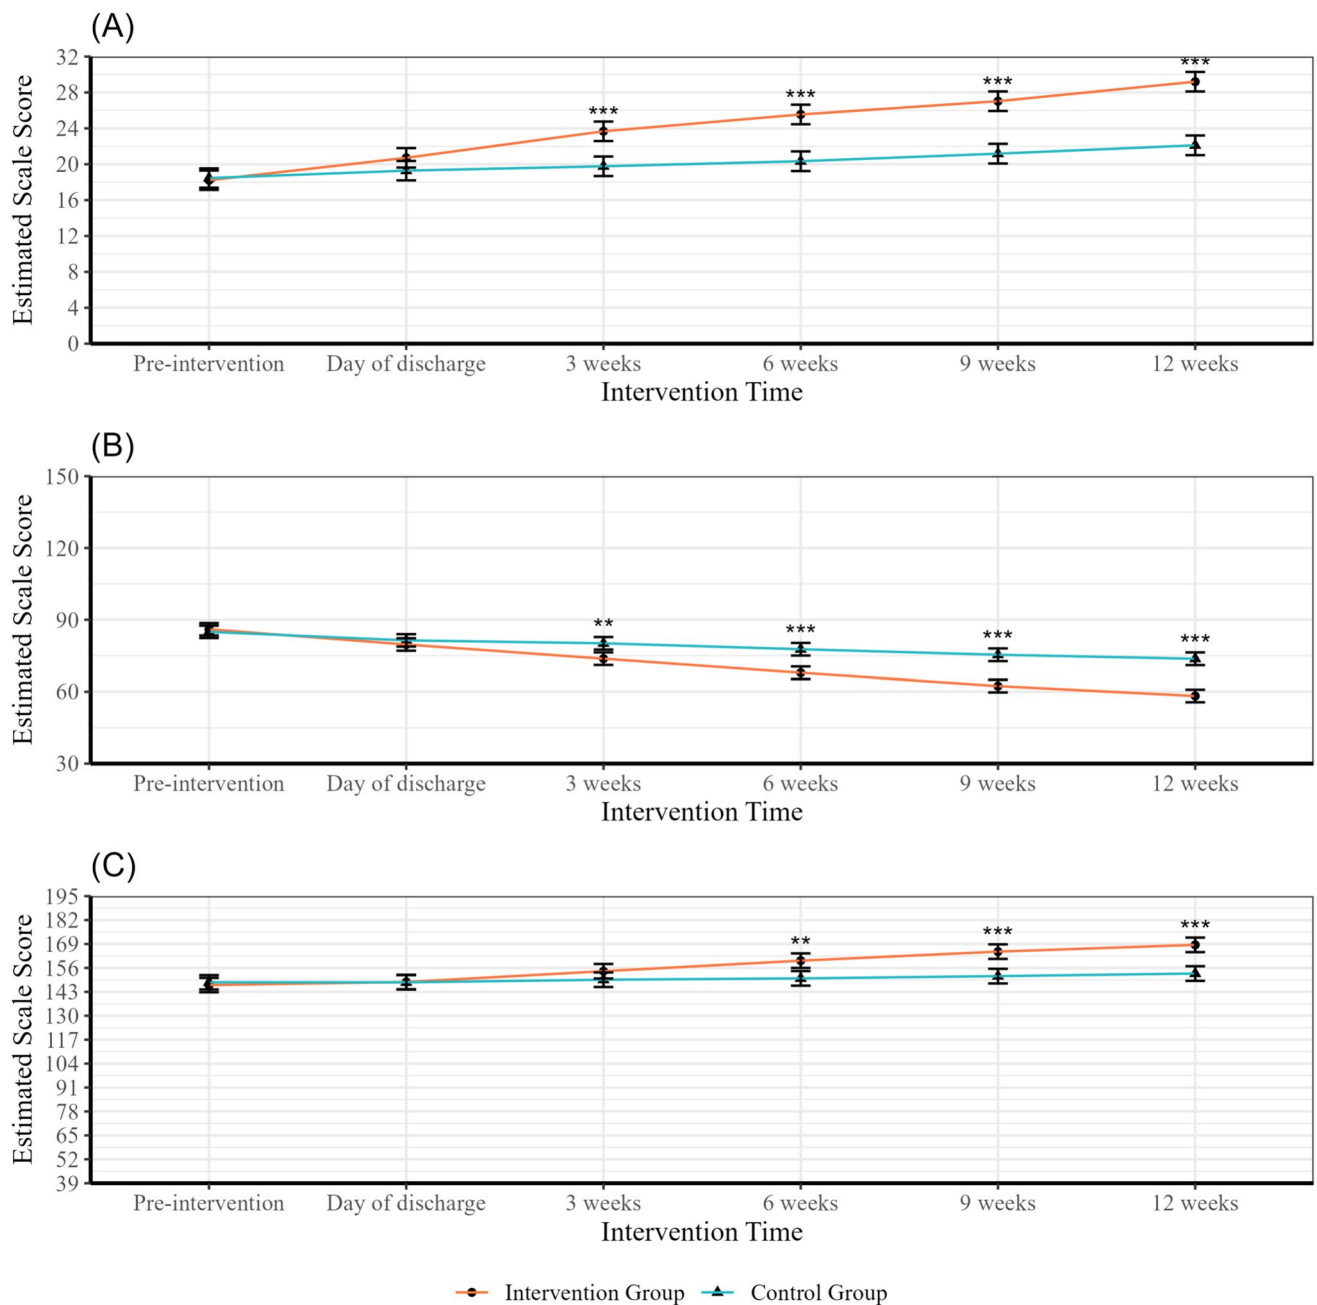 (A)
Estimated Scale Score
32
28
24
20
16
12
8
4
0
***
***
***
***
Pre-intervention Day of discharge 3 weeks 6 weeks 9 weeks 12 weeks
Intervention Time
(B)
Estimated Scale Score
150
120
90
60
30
**
***
***
***
Pre-intervention Day of discharge 3 weeks 6 weeks 9 weeks 12 weeks
Intervention Time
(C)
Estimated Scale Score
195
182
169
156
143
130
117
104
91
78
65
52
39
**
***
***
Pre-intervention Day of discharge 3 weeks 6 weeks 9 weeks 12 weeks
Intervention Time
Intervention Group Control Group